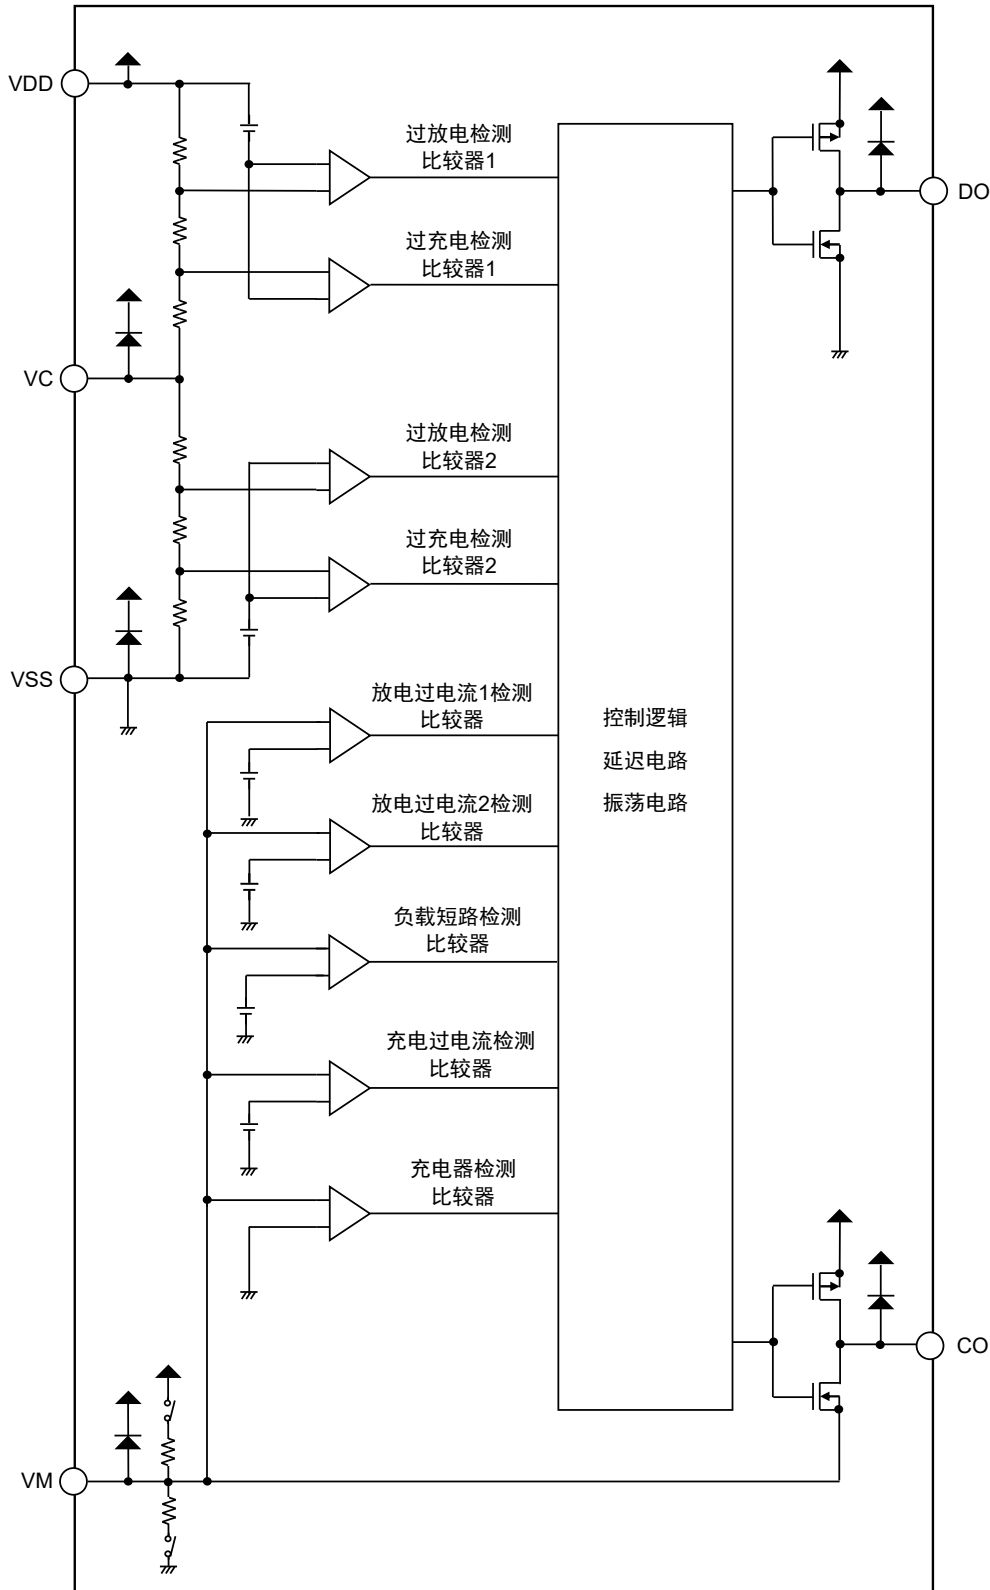 VDD
过放电检测
比较器1
DO
过充电检测
比较器1
VC
过放电检测
比较器2
过充电检测
比较器2
VSS
放电过电流1检测
比较器
控制逻辑
延迟电路
振荡电路
放电过电流2检测
比较器
负载短路检测
比较器
充电过电流检测
比较器
充电器检测
比较器
CO
VM